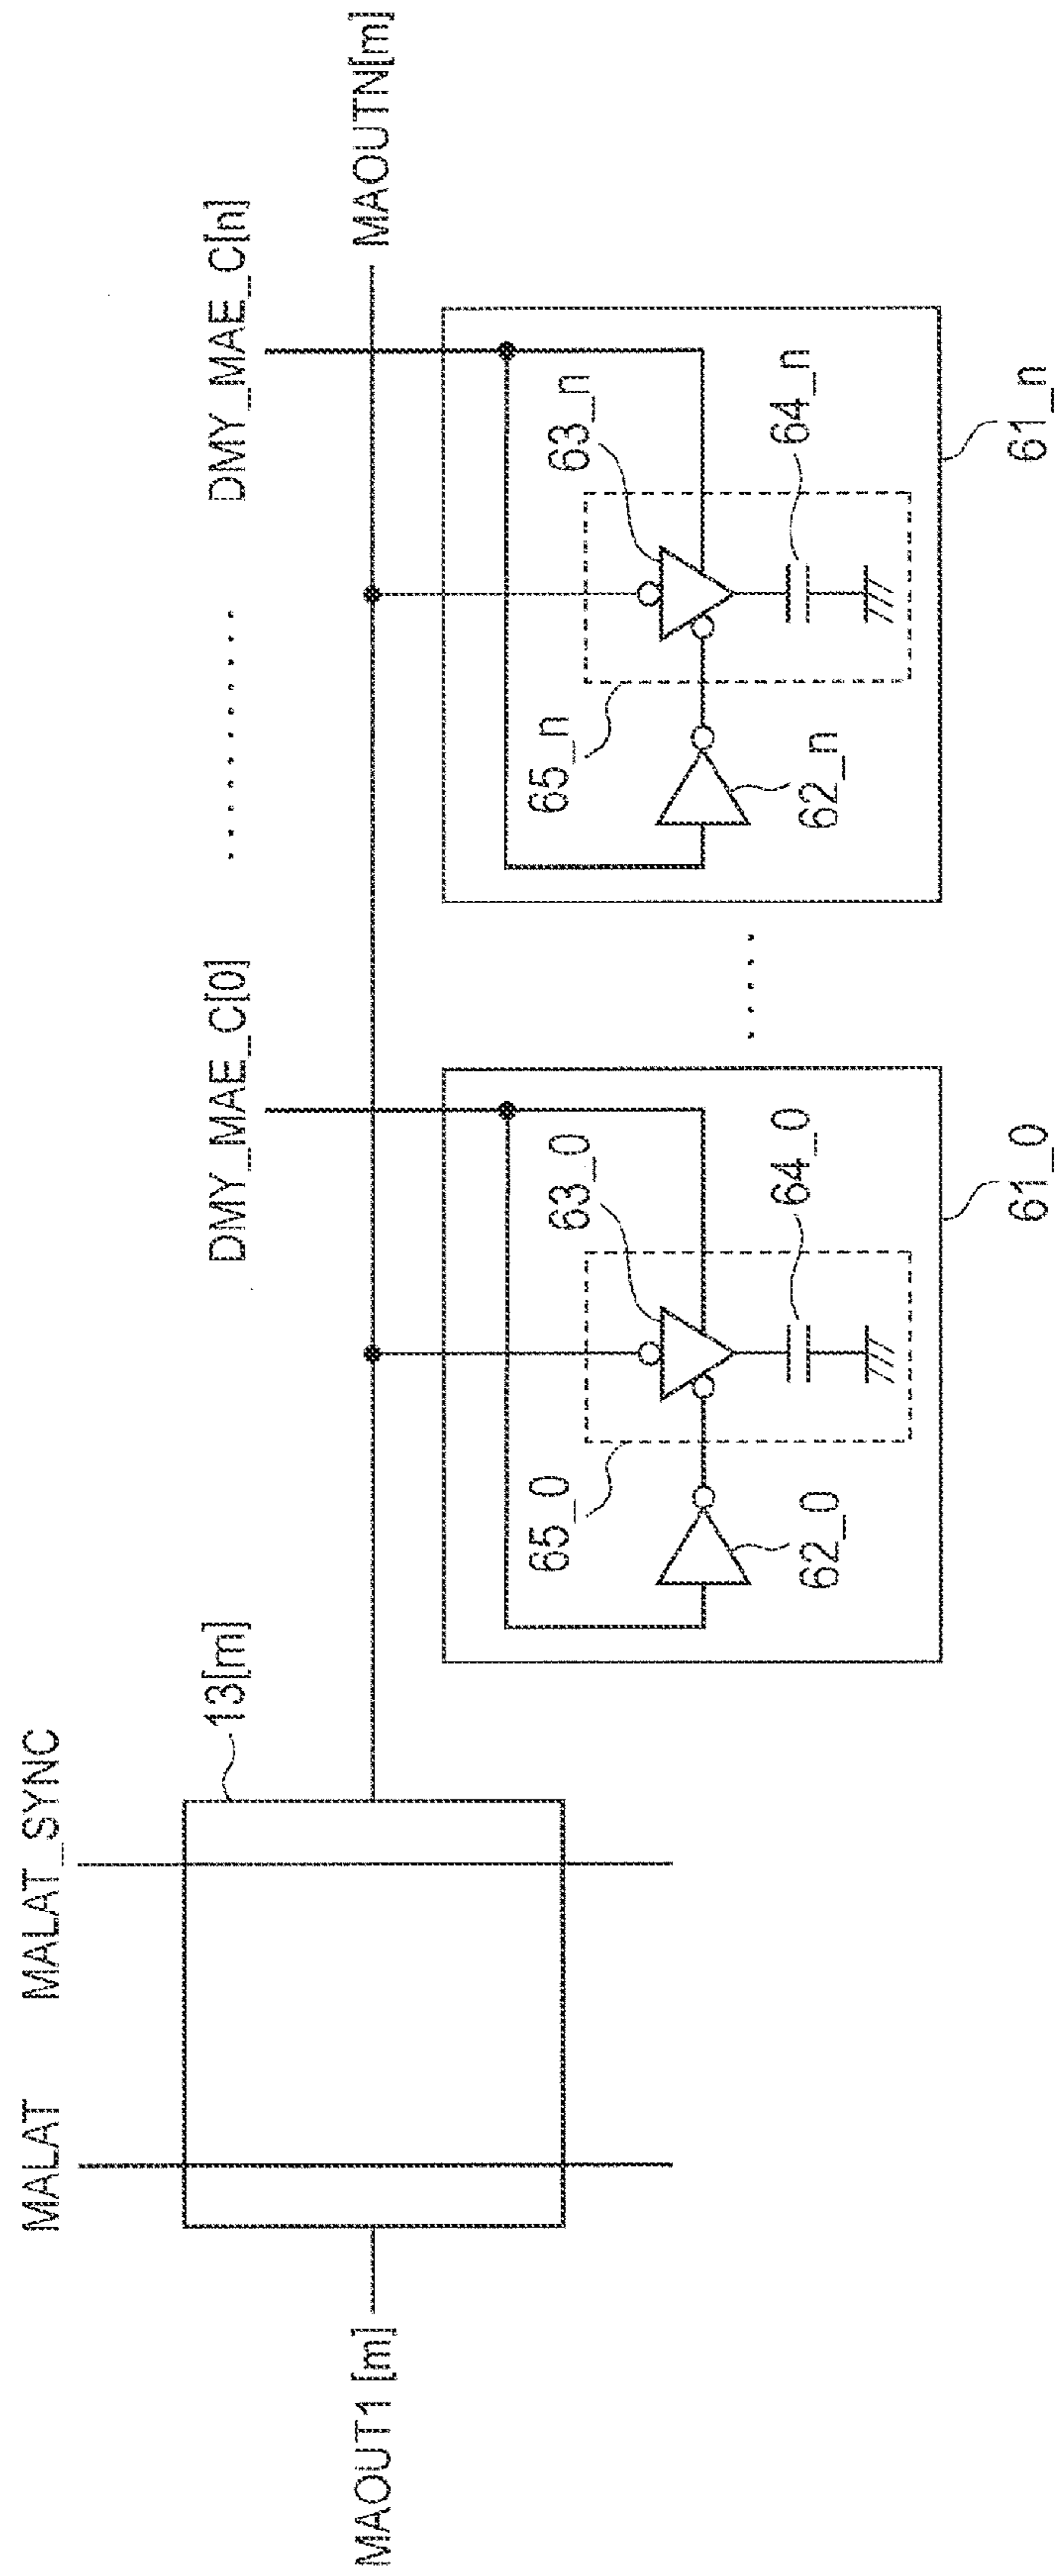 MALAT
MALAT_SYNC
13[m]
DMY_MAE_C[0]
DMY_MAE_C[n]
MAOUT1 [m]
MAOUTN[m]
65_0
63_0
62_0
64_0
61_0
65_n
63_n
62_n
64_n
61_n